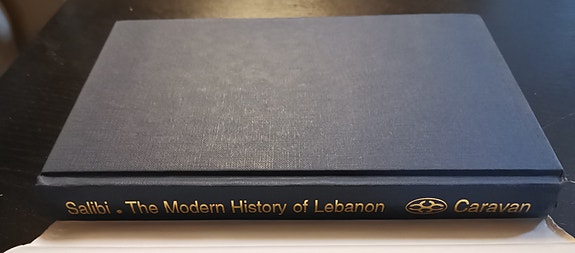 Salibi • The Modern History of Lebanon Caravan